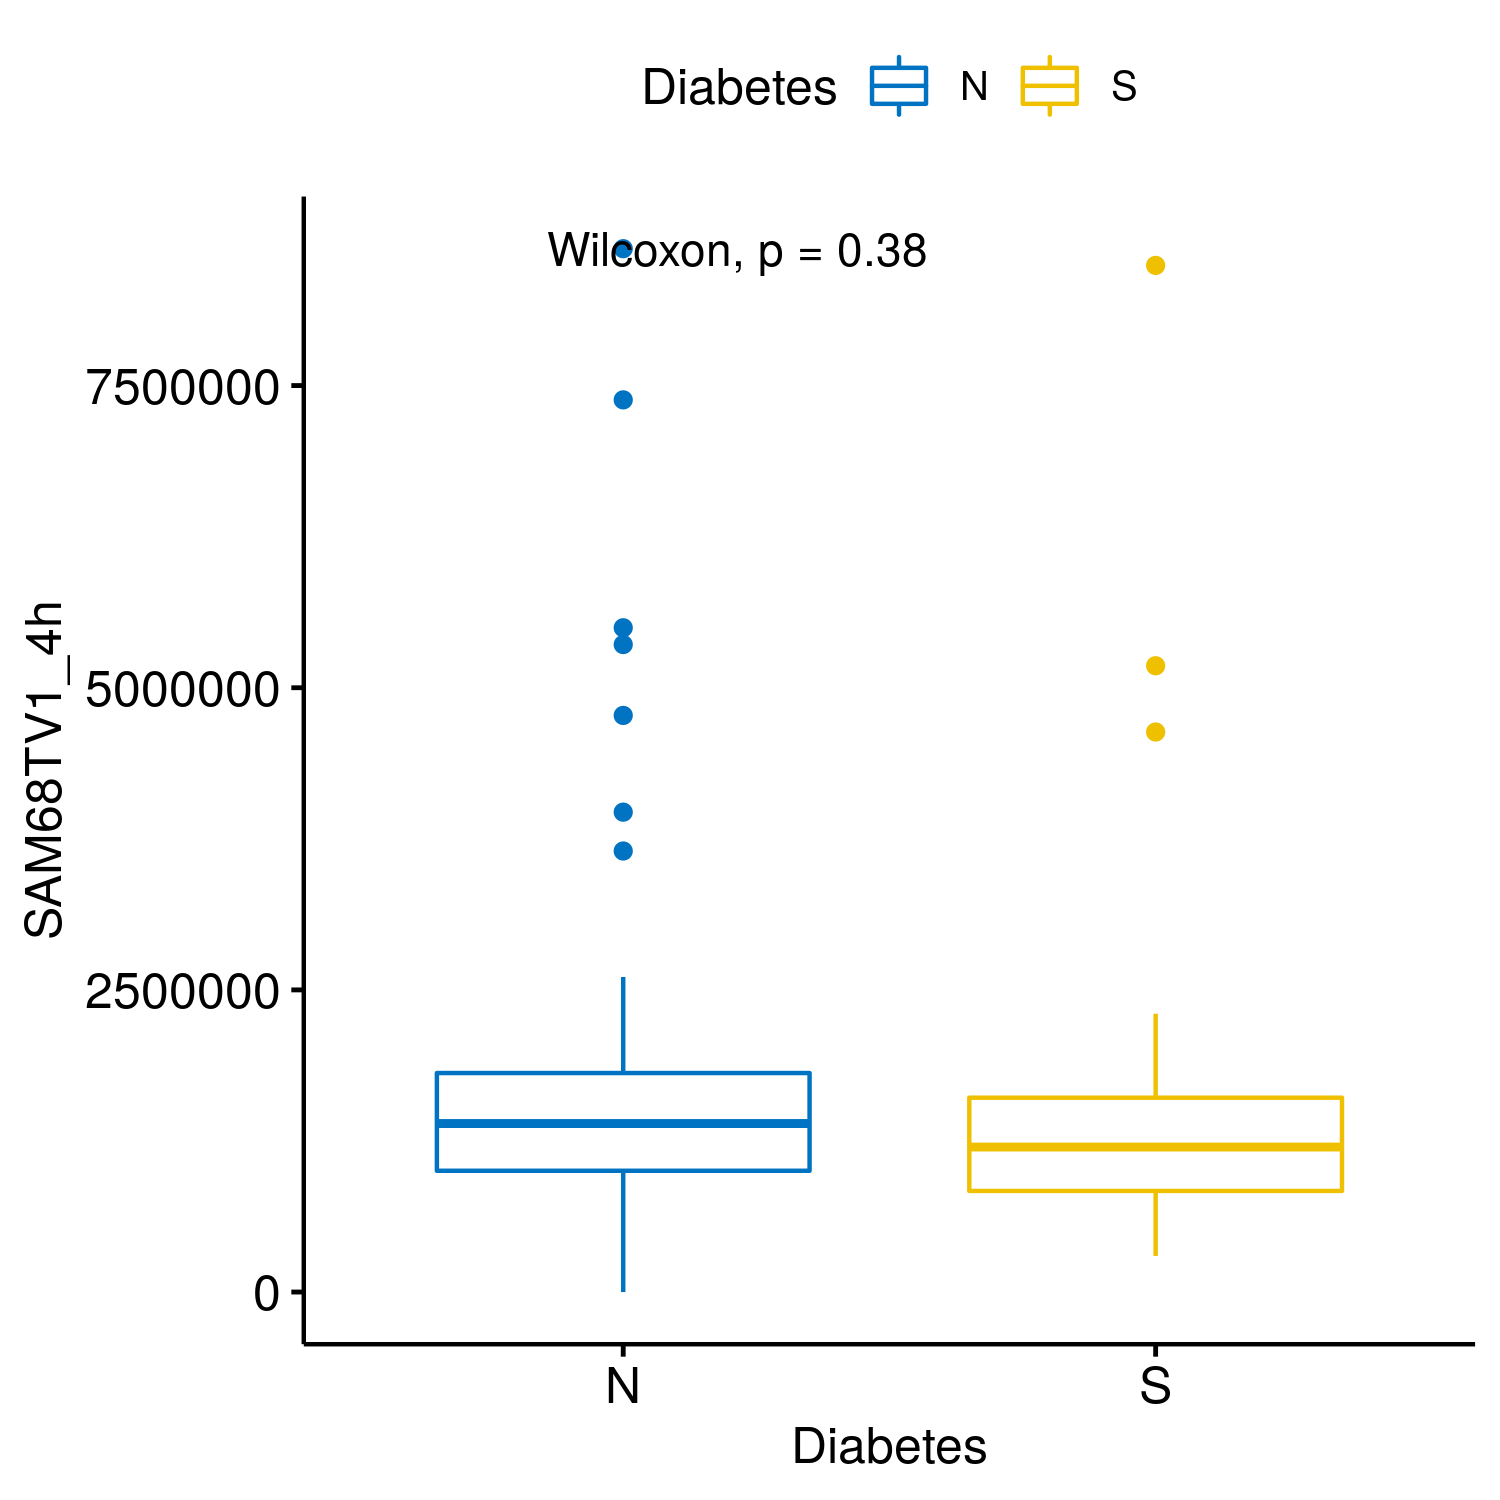 Diabetes N S
Wilcoxon, p = 0.38
7500000
5000000
2500000
0
SAM68TV1_4h
N S
Diabetes